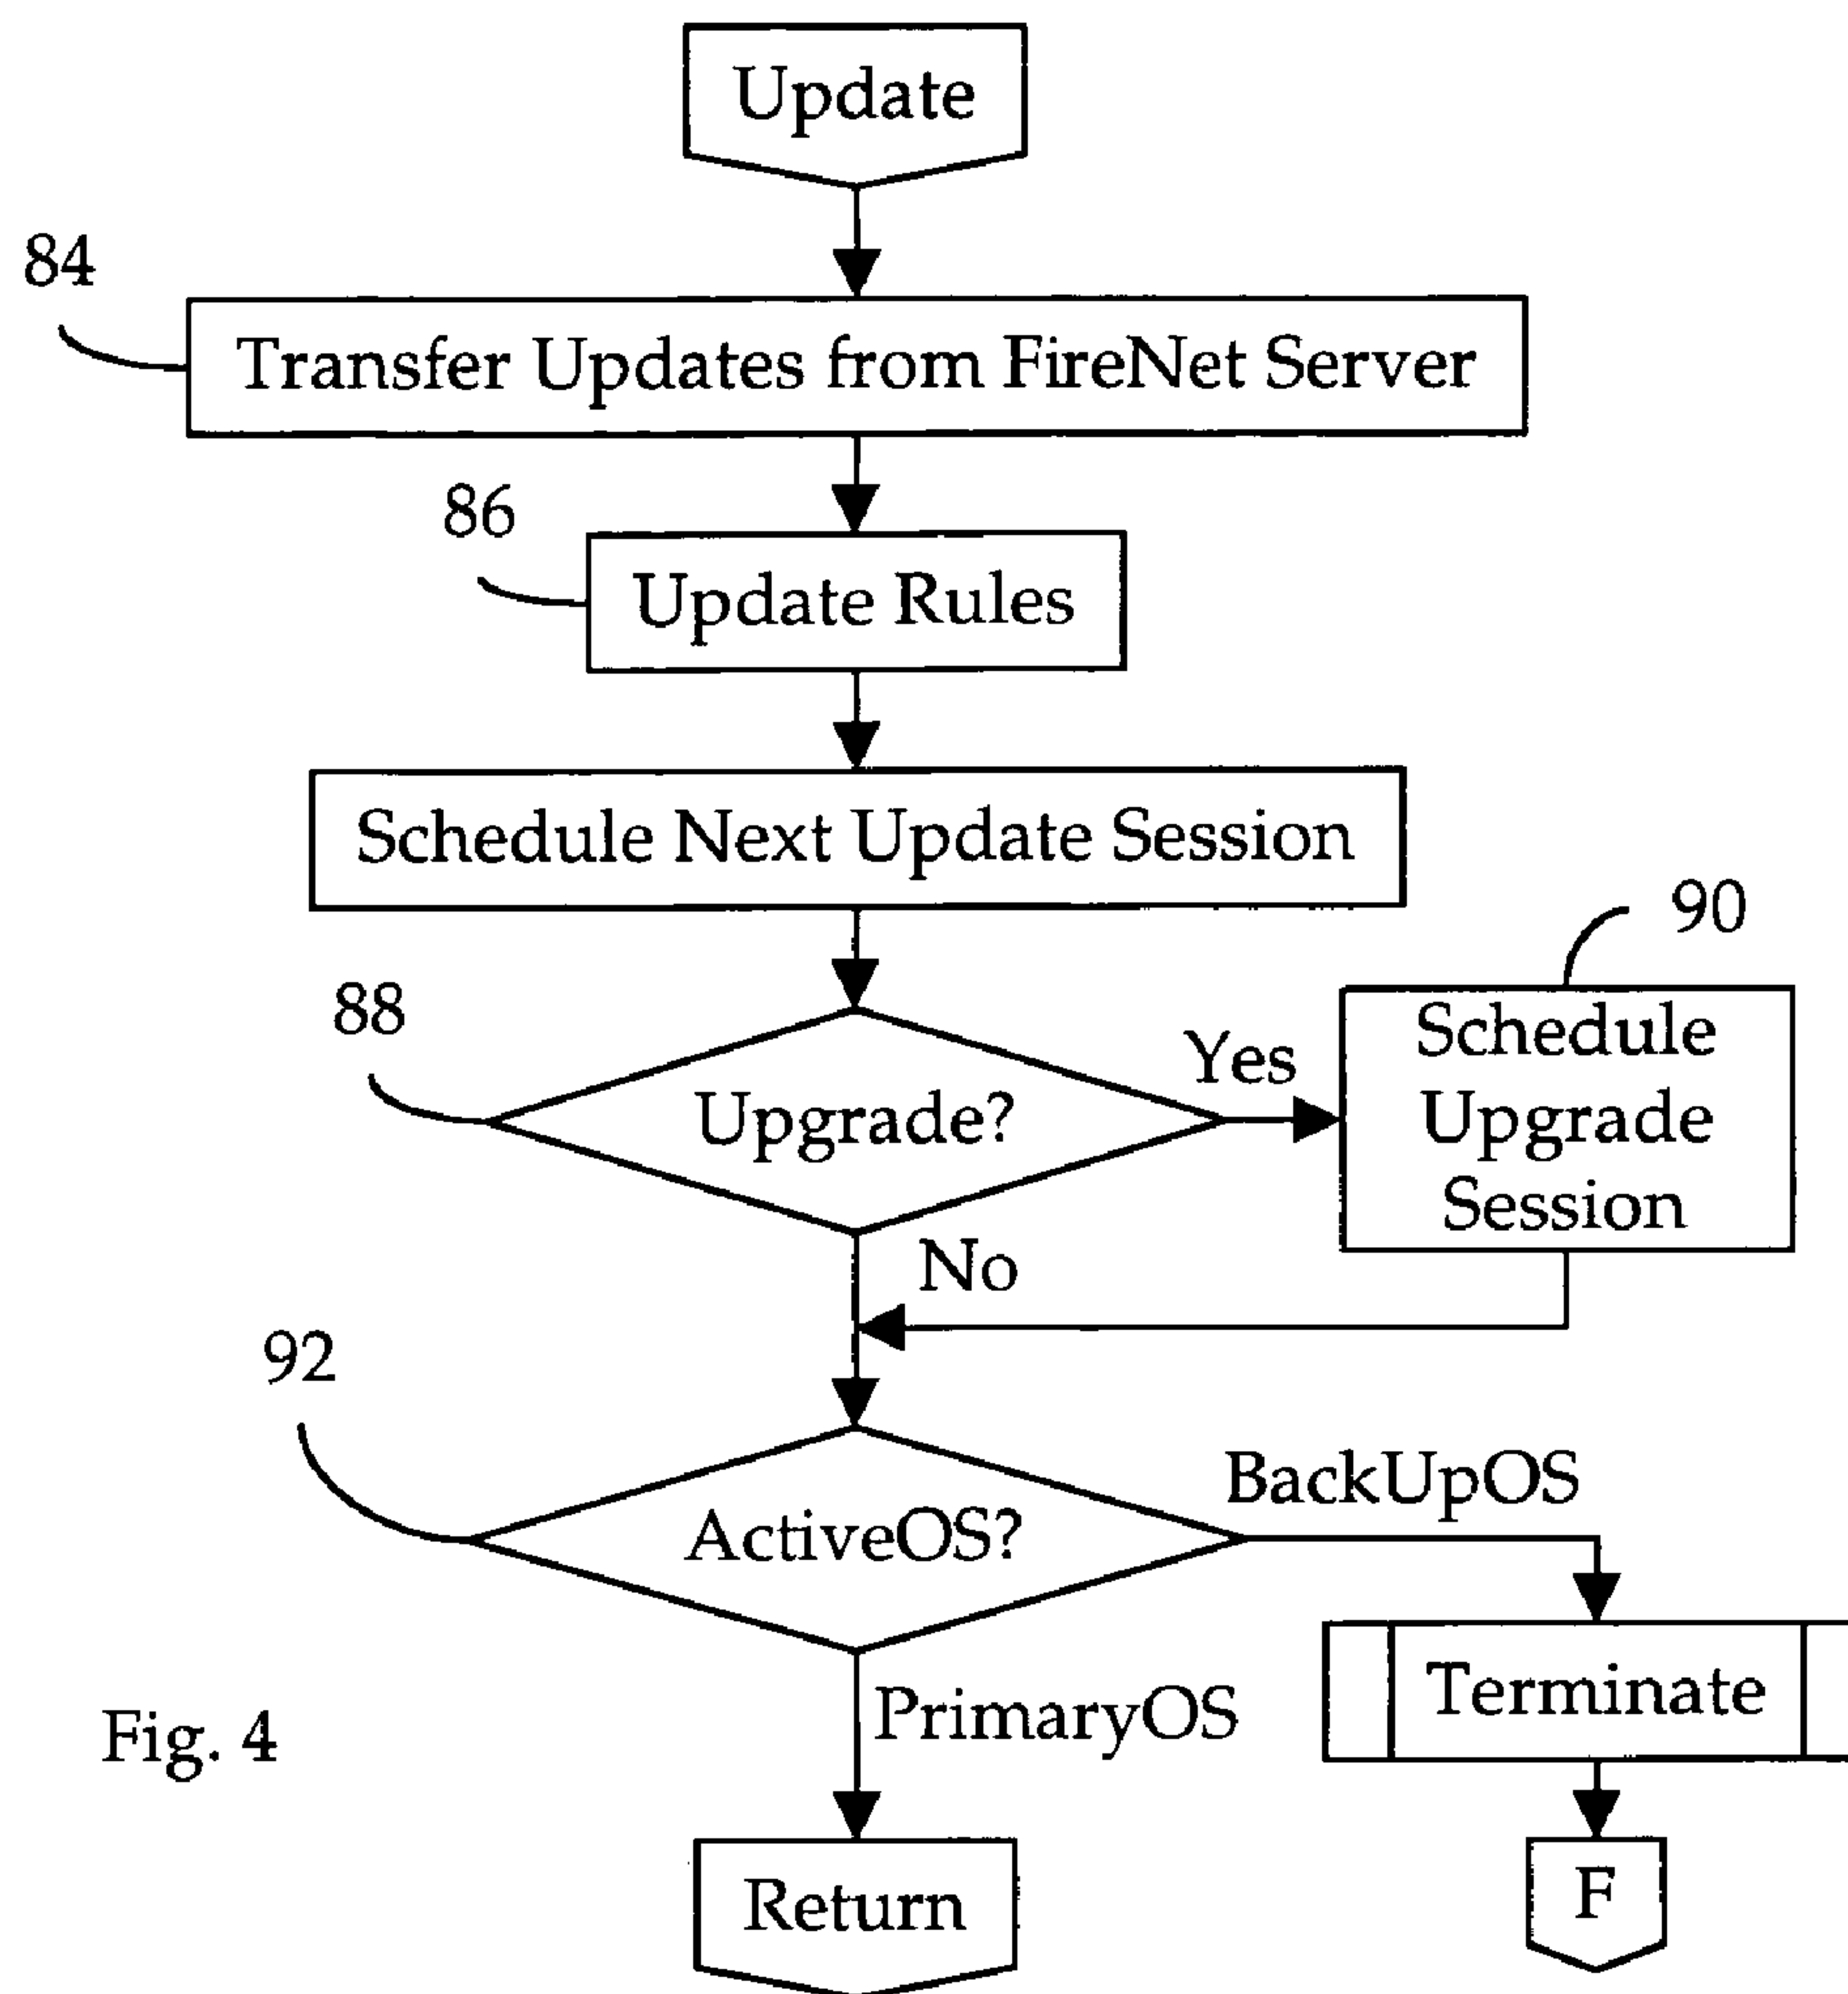 Update
84
Transfer Updates from FireNet Server
86
Update Rules
Schedule Next Update Session
90
88
Upgrade?
Yes
Schedule
Upgrade
Session
No
92
ActiveOS?
BackUpOS
Terminate
PrimaryOS
Fig. 4
Return
F